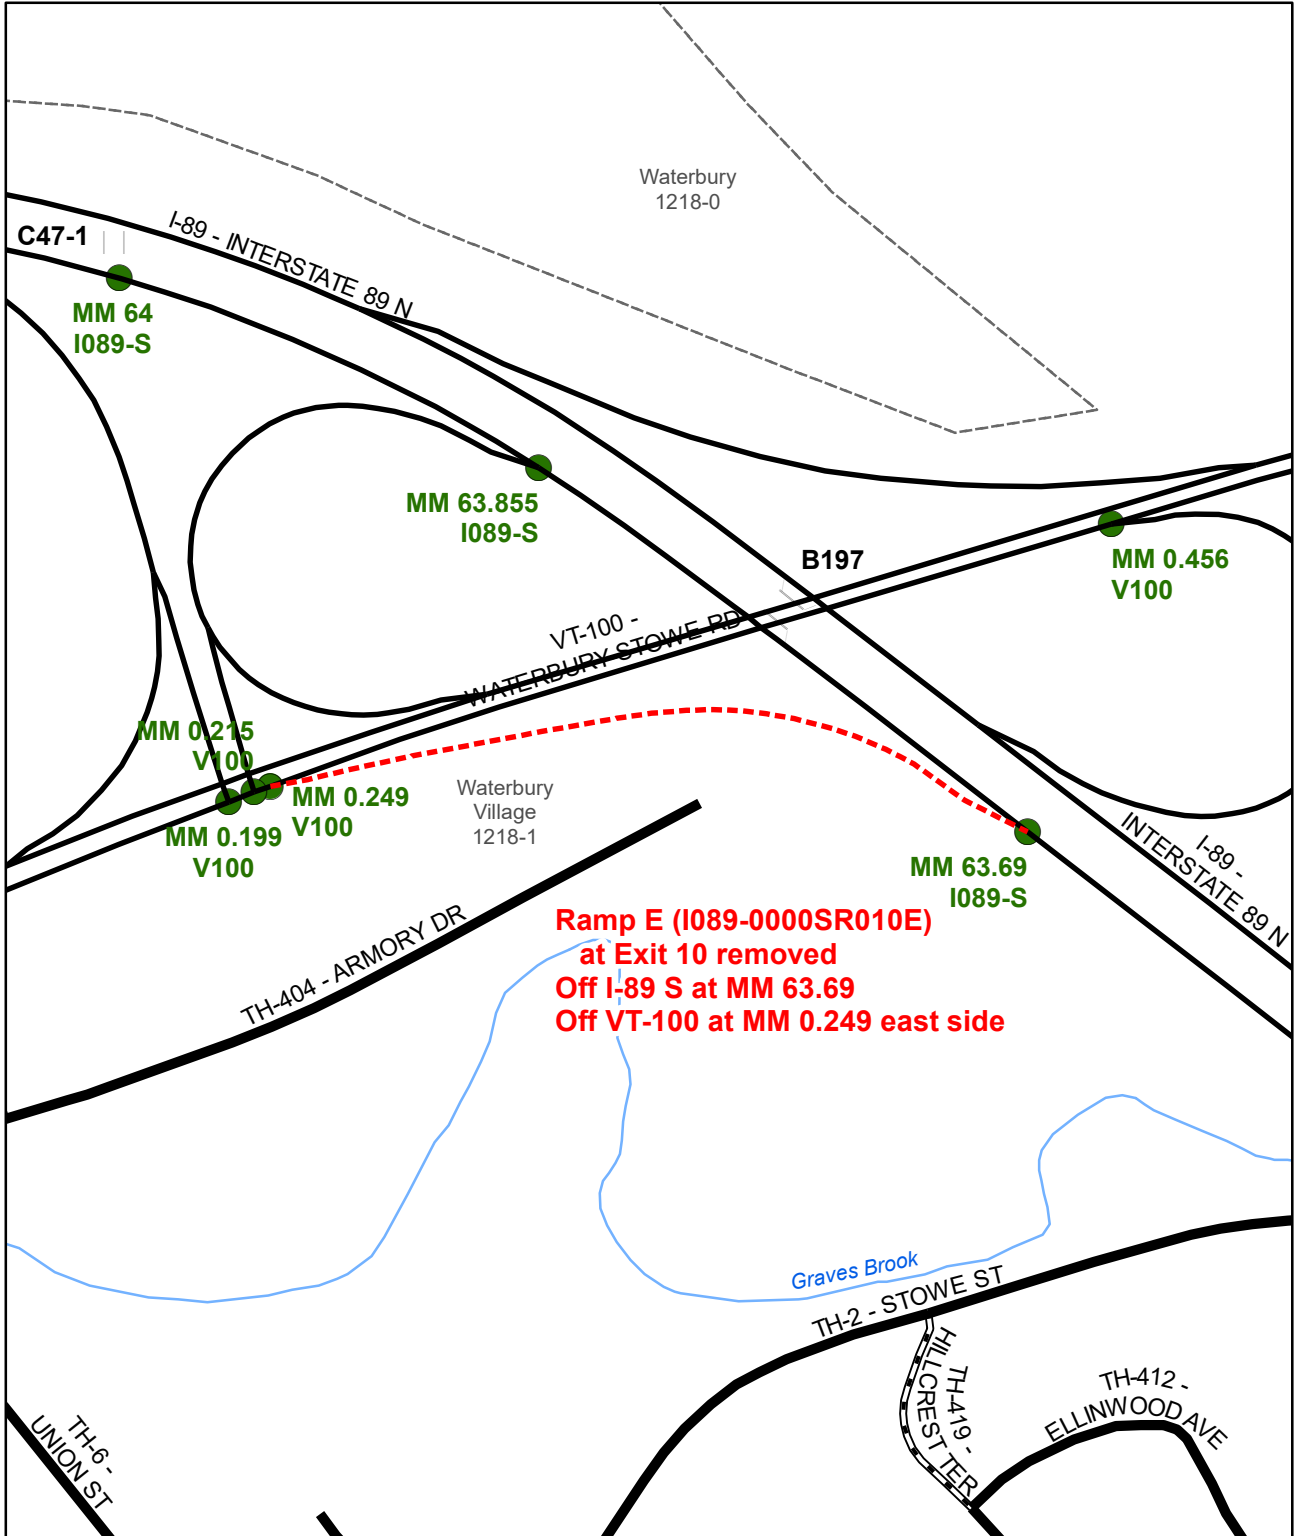 Waterbury
1218-0
C47-1
I-89 - INTERSTATE 89 N
MM 64
I089-S
MM 63.855
I089-S
B197
MM 0.456
V100
VT-100 -
WATERBURY STOWE RD
MM 0.215
V100
MM 0.249
V100
MM 0.199
V100
Waterbury
Village
1218-1
I-89 -
INTERSTATE 89 N
MM 63.69
I089-S
Ramp E (I089-0000SR010E)
at Exit 10 removed
Off I-89 S at MM 63.69
Off VT-100 at MM 0.249 east side
TH-404 - ARMORY DR
Graves Brook
TH-2 - STOWE ST
TH-419 -
HILLCREST TER
TH-412 -
ELLINWOOD AVE
TH-6 -
UNION ST